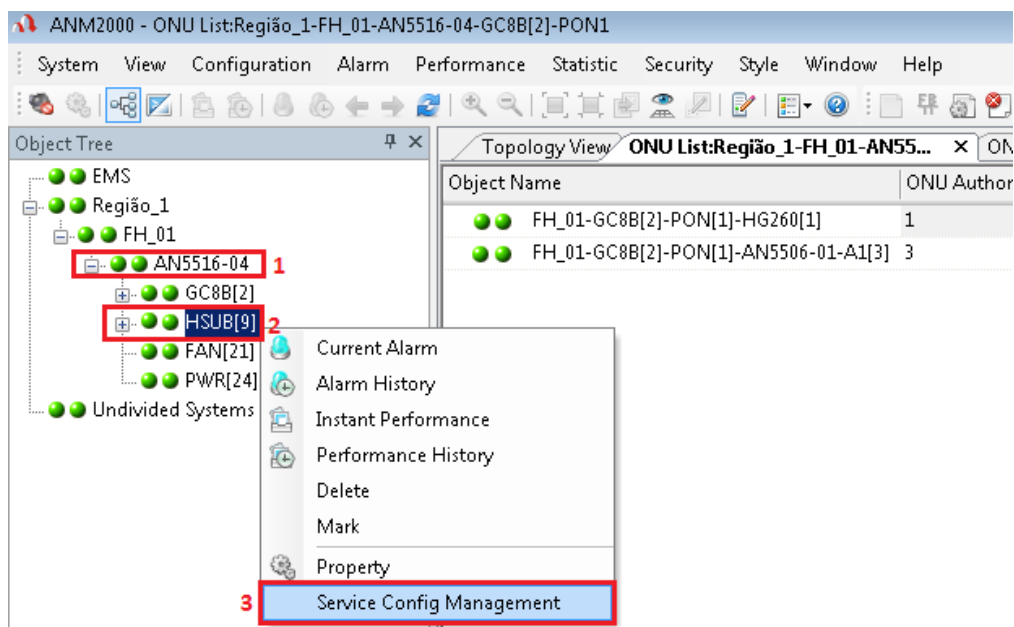 ANM2000 - ONU List:Região_1-FH_01-AN5516-04-GC8B[2]-PON1
System View Configuration Alarm Performance Statistic Security Style Window Help
Object Tree
Topology View ONU List:Região_1-FH_01-AN55... × ON
Object Name ONU Author
EMS
Região_1
FH_01
AN5516-04 1
GC8B[2]
HSUB[9] 2
FAN[21]
PWR[24]
Undivided Systems
FH_01-GC8B[2]-PON[1]-HG260[1] 1
FH_01-GC8B[2]-PON[1]-AN5506-01-A1[3] 3
Current Alarm
Alarm History
Instant Performance
Performance History
Delete
Mark
Property
3 Service Config Management